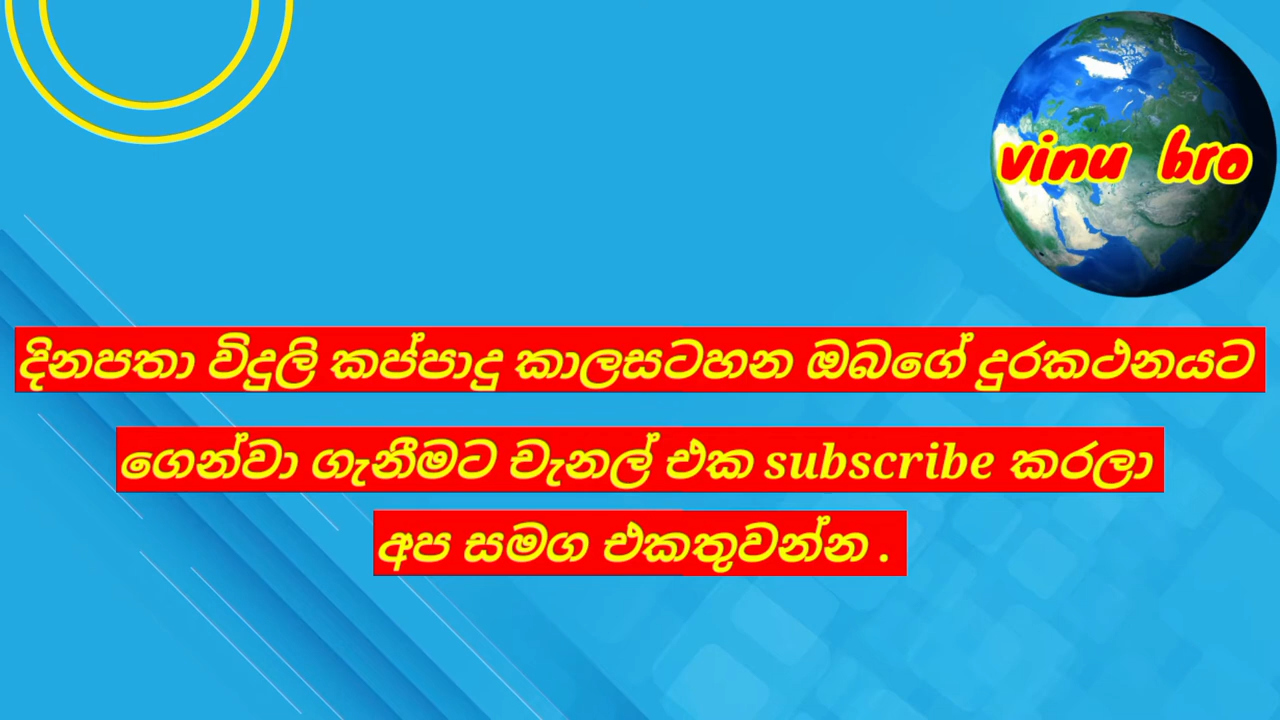 vinu bro
දිනපතා විදුලි කප්පාදු කාලසටහන ඔබගේ දුරකථනයට
ගෙන්වා ගැනීමට චැනල් එක subscribe කරලා
අප සමග එකතුවන්න .